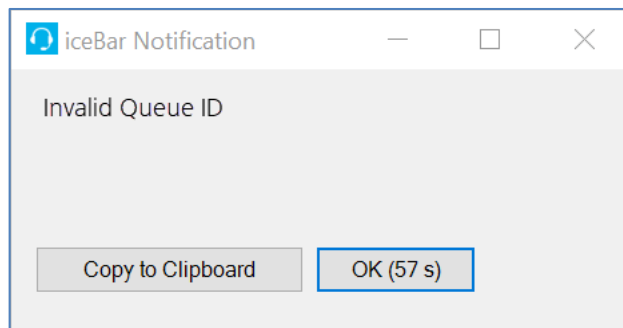 iceBar Notification
Invalid Queue ID
Copy to Clipboard
OK (57 s)